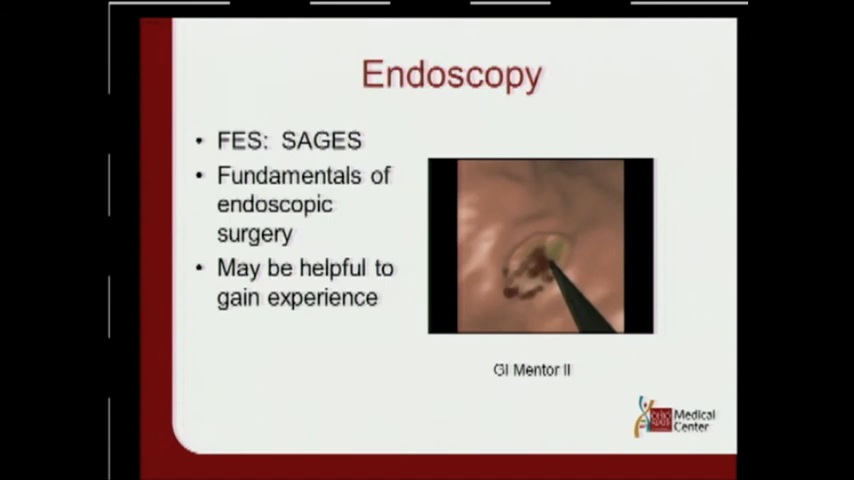 Endoscopy
• FES: SAGES
• Fundamentals of
endoscopic
surgery
• May be helpful to
gain experience
GI Mentor II
Medical
Center